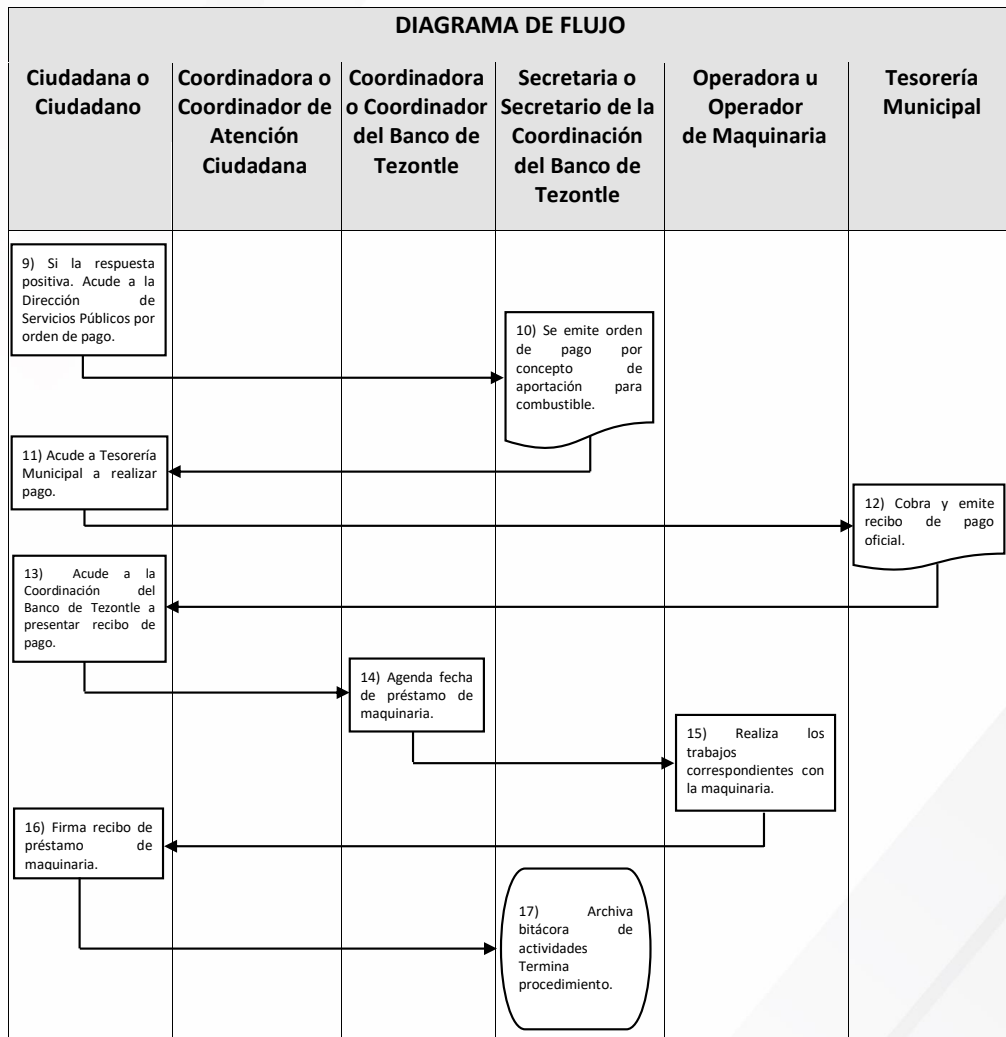 DIAGRAMA DE FLUJO
Ciudadana o
Ciudadano
Coordinadora o
Coordinador de
Atención
Ciudadana
Coordinadora
o Coordinador
del Banco de
Tezontle
Secretaria o
Secretario de la
Coordinación
del Banco de
Tezontle
Operadora u
Operador
de Maquinaria
Tesorería
Municipal
9) Si la respuesta
positiva. Acude a la
Dirección de
Servicios Públicos por
orden de pago.
10) Se emite orden
de pago por
concepto de
aportación para
combustible.
11) Acude a Tesorería
Municipal a realizar
pago.
12) Cobra y emite
recibo de pago
oficial.
13) Acude a la
Coordinación del
Banco de Tezontle a
presentar recibo de
pago.
14) Agenda fecha
de préstamo de
maquinaria.
15) Realiza los
trabajos
correspondientes con
la maquinaria.
16) Firma recibo de
préstamo de
maquinaria.
17) Archiva
bitácora de
actividades
Termina
procedimiento.